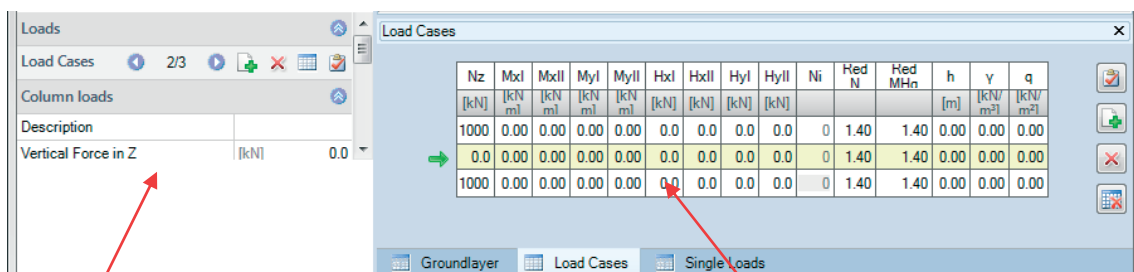 Loads
Load Cases 2/3
Column loads
Description
Vertical Force in Z [kN] 0.0
Load Cases
Nz MxI MxII MyI MyII HxI HxII HyI HyII Ni Red N Red MHq h γ q
[kN] [kN m] [kN m] [kN m] [kN m] [kN] [kN] [kN] [kN] [m] [kN/m³] [kN/m²]
1000 0.00 0.00 0.00 0.00 0.0 0.0 0.0 0.0 0 1.40 1.40 0.00 0.00 0.00
0.0 0.00 0.00 0.00 0.00 0.0 0.0 0.0 0.0 0 1.40 1.40 0.00 0.00 0.00
1000 0.00 0.00 0.00 0.00 0.0 0.0 0.0 0.0 0 1.40 1.40 0.00 0.00 0.00
Groundlayer Load Cases Single Loads